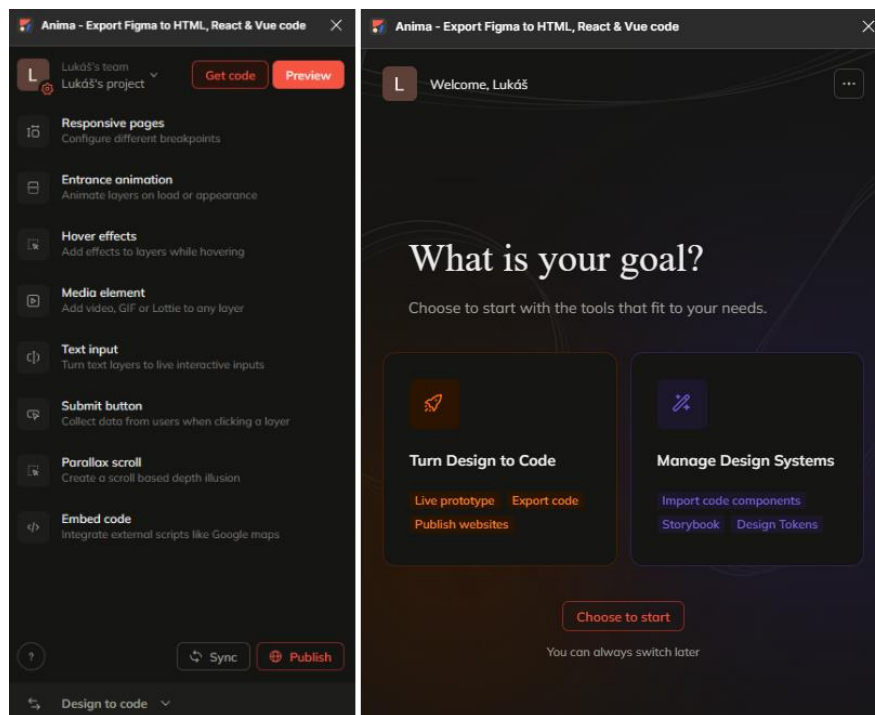 Anima - Export Figma to HTML, React & Vue code
L
Lukáš's team
Lukáš's project
Get code
Preview
Responsive pages
Configure different breakpoints
Entrance animation
Animate layers on load or appearance
Hover effects
Add effects to layers while hovering
Media element
Add video, GIF or Lottie to any layer
Text input
Turn text layers to live interactive inputs
Submit button
Collect data from users when clicking a layer
Parallax scroll
Create a scroll based depth illusion
Embed code
Integrate external scripts like Google maps
?
Sync
Publish
Design to code
Anima - Export Figma to HTML, React & Vue code
L
Welcome, Lukáš
What is your goal?
Choose to start with the tools that fit to your needs.
Turn Design to Code
Live prototype Export code
Publish websites
Manage Design Systems
Import code components
Storybook Design Tokens
Choose to start
You can always switch later